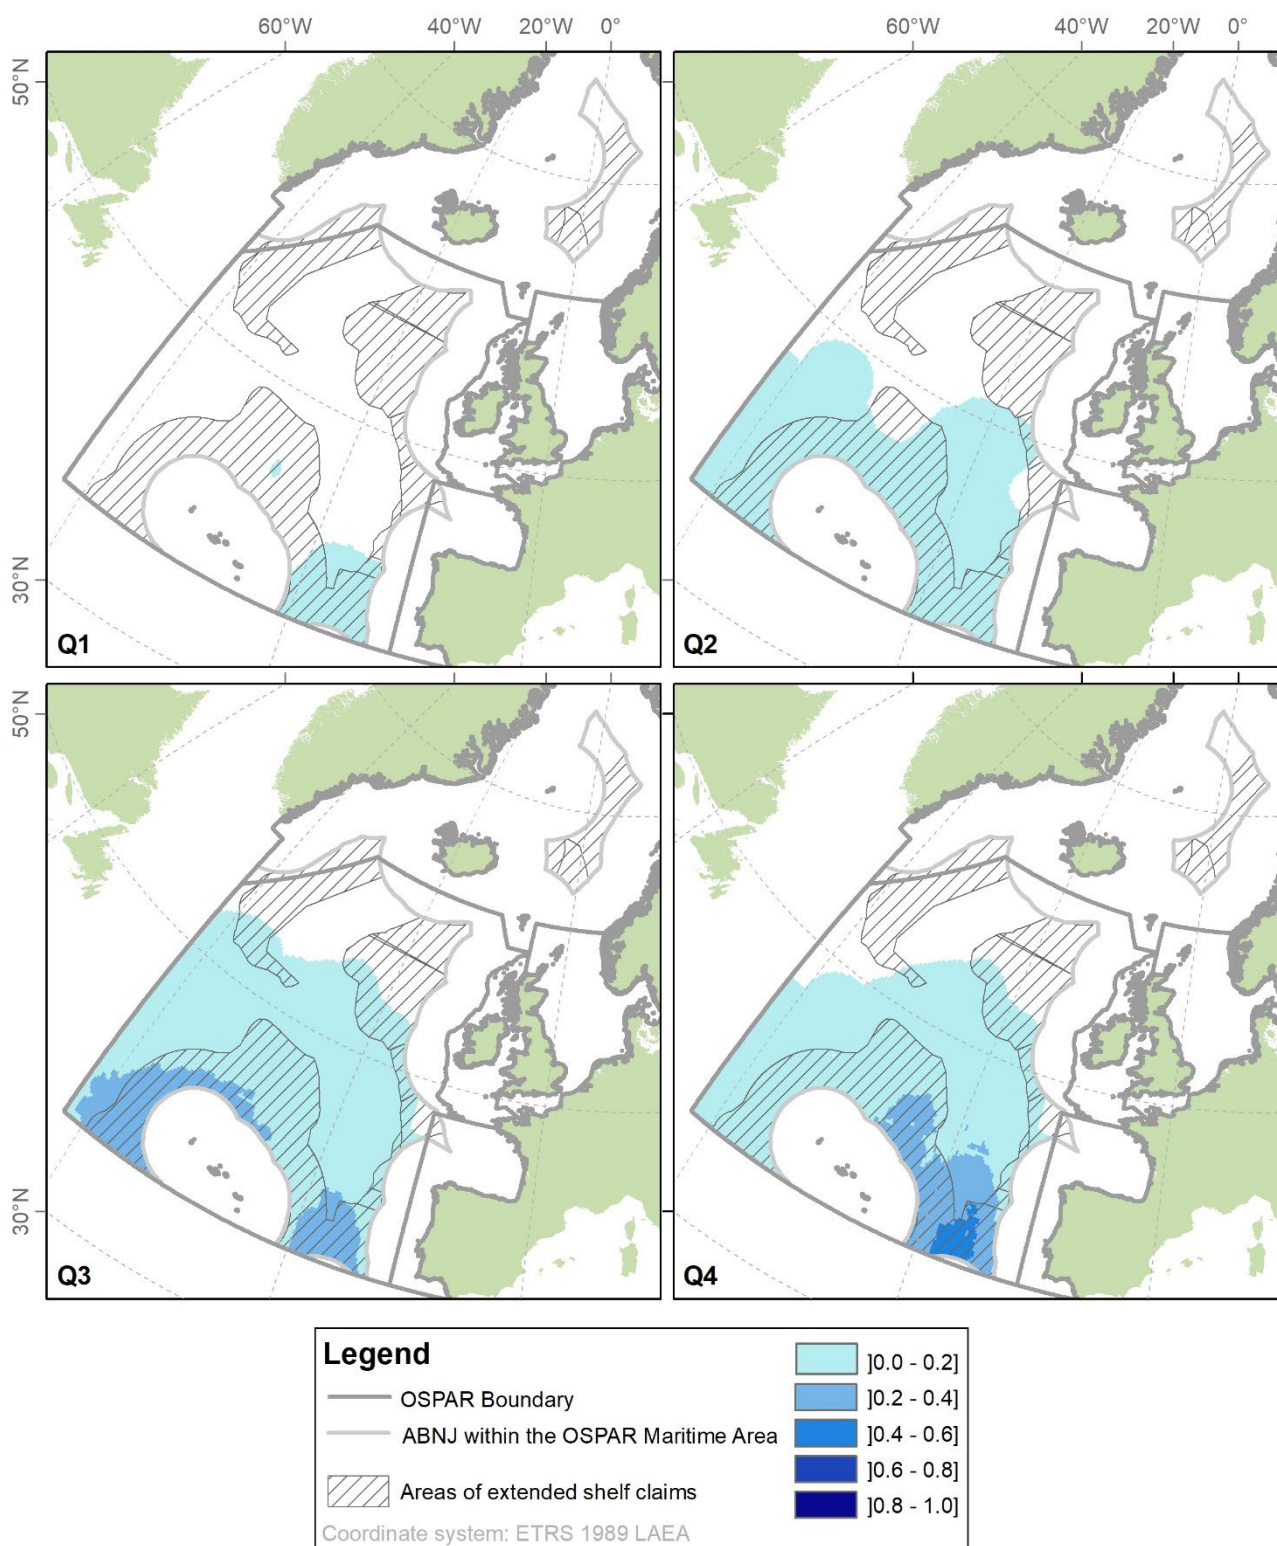 60°W 40°W 20°W 0° 60°W 40°W 20°W 0°
50°N
30°N
Q1 Q2
50°N
30°N
Q3 Q4
Legend
OSPAR Boundary
ABNJ within the OSPAR Maritime Area
Areas of extended shelf claims
Coordinate system: ETRS 1989 LAEA
]0.0 - 0.2]
]0.2 - 0.4]
]0.4 - 0.6]
]0.6 - 0.8]
]0.8 - 1.0]